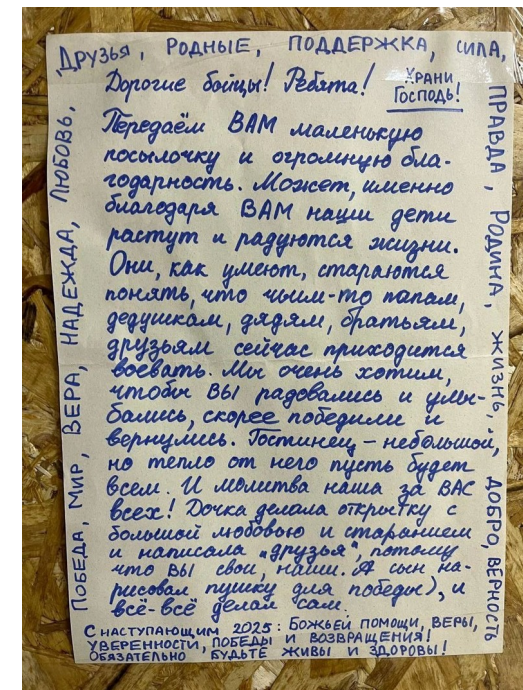 ДРУЗЬЯ, РОДНЫЕ, ПОДДЕРЖКА, СИЛА,
ПРАВДА, РОДИНА, ЖИЗНЬ, ДОБРО, ВЕРНОСТЬ
ПОБЕДА, МИР, ВЕРА, НАДЕЖДА, ЛЮБОВЬ,
Дорогие бойцы! Ребята!
ХРАНИ
ГОСПОДЬ!
Передаём ВАМ маленькую
посылочку и огромную бла-
годарность. Может, именно
благодаря ВАМ наши дети
растут и радуются жизни.
Они, как умеют, стараются
понять, что чьим-то папам,
дедушкам, дядям, братьям,
друзьям сейчас приходится
воевать. Мы очень хотим,
чтобы ВЫ радовались и улы-
бались, скорее победили и
вернулись. Гостинец – небольшой,
но тепло от него пусть будет
всем. И молитва наша за ВАС
всех! Дочка делала открытку с
большой любовью и старанием
и написала „друзья", потому
что ВЫ свои, наши. А сын на-
рисовал пушку для победы), и
всё-всё делал сам.
С НАСТУПАЮЩИМ 2025: БОЖЬЕЙ ПОМОЩИ, ВЕРЫ,
УВЕРЕННОСТИ, ПОБЕДЫ И ВОЗВРАЩЕНИЯ!
ОБЯЗАТЕЛЬНО БУДЬТЕ ЖИВЫ И ЗДОРОВЫ!